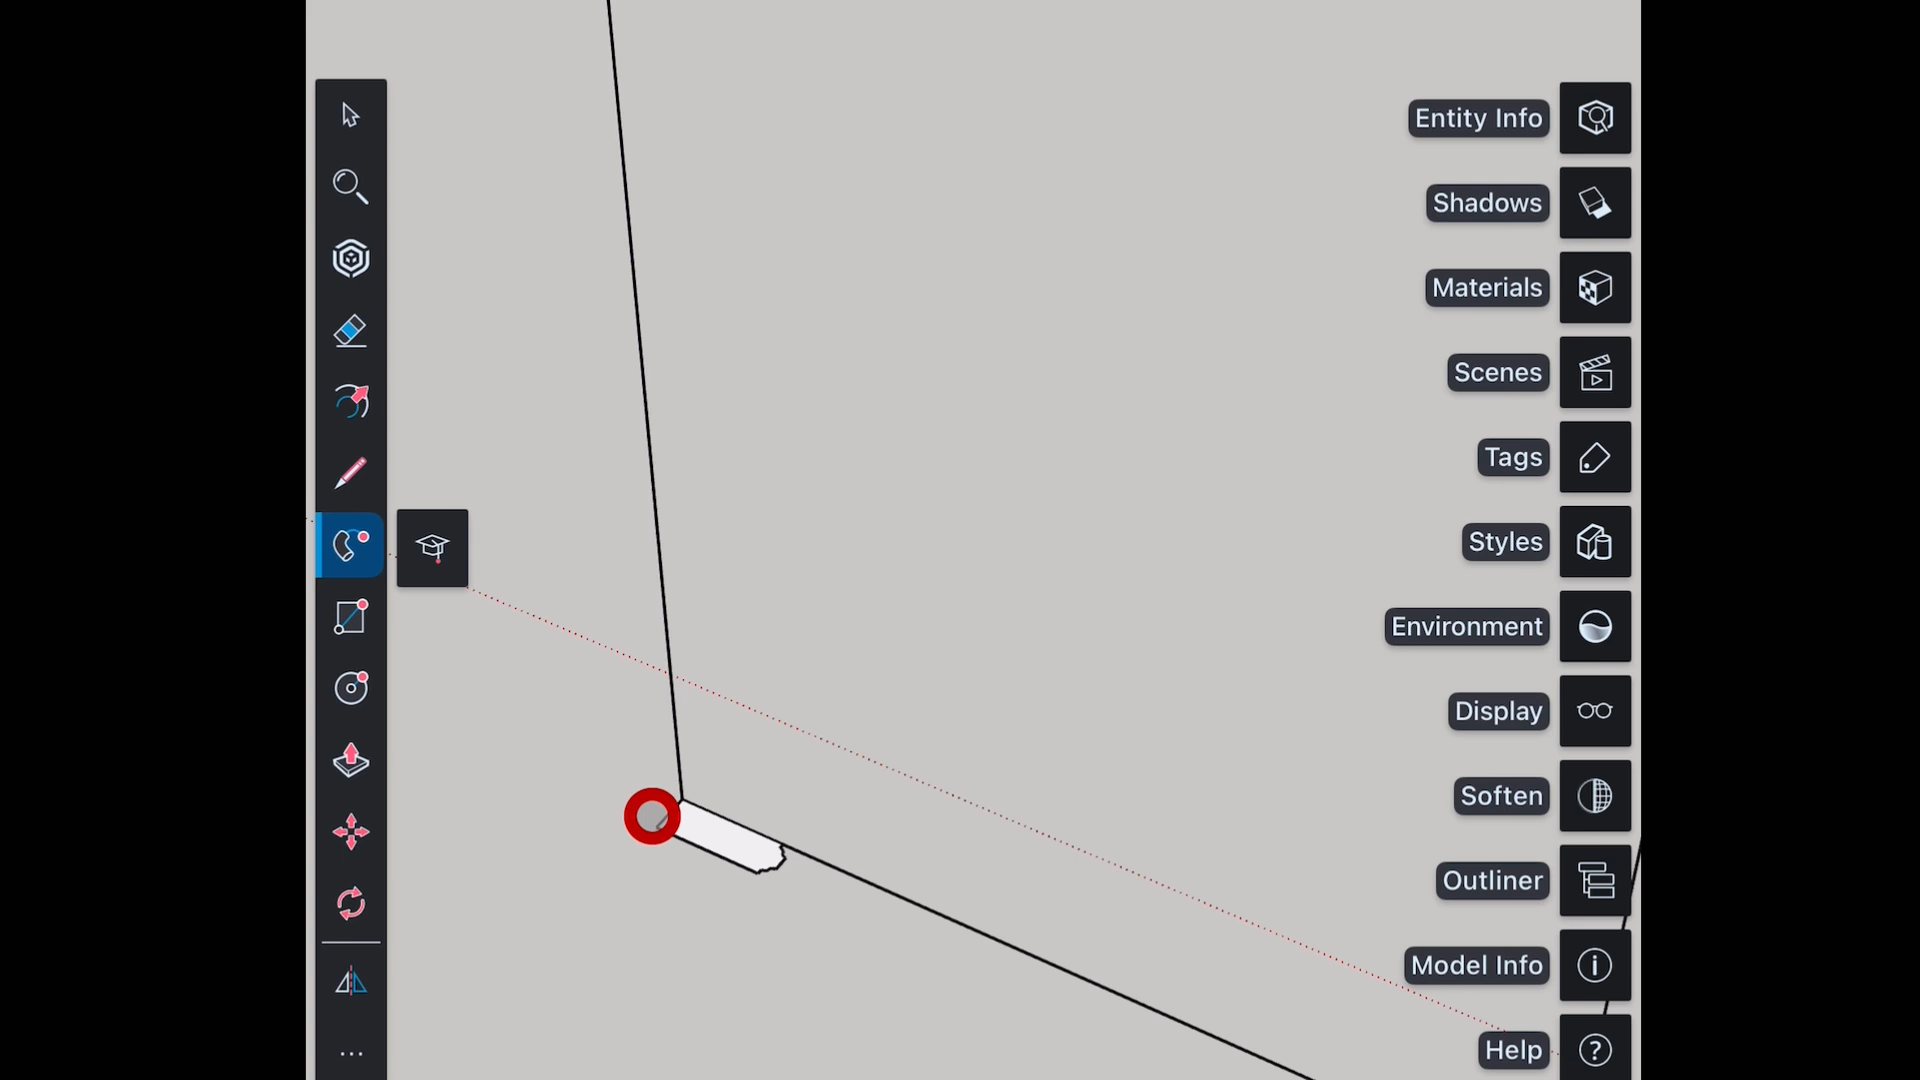 Entity Info
Shadows
Materials
Scenes
Tags
Styles
Environment
Display
Soften
Outliner
Model Info
Help